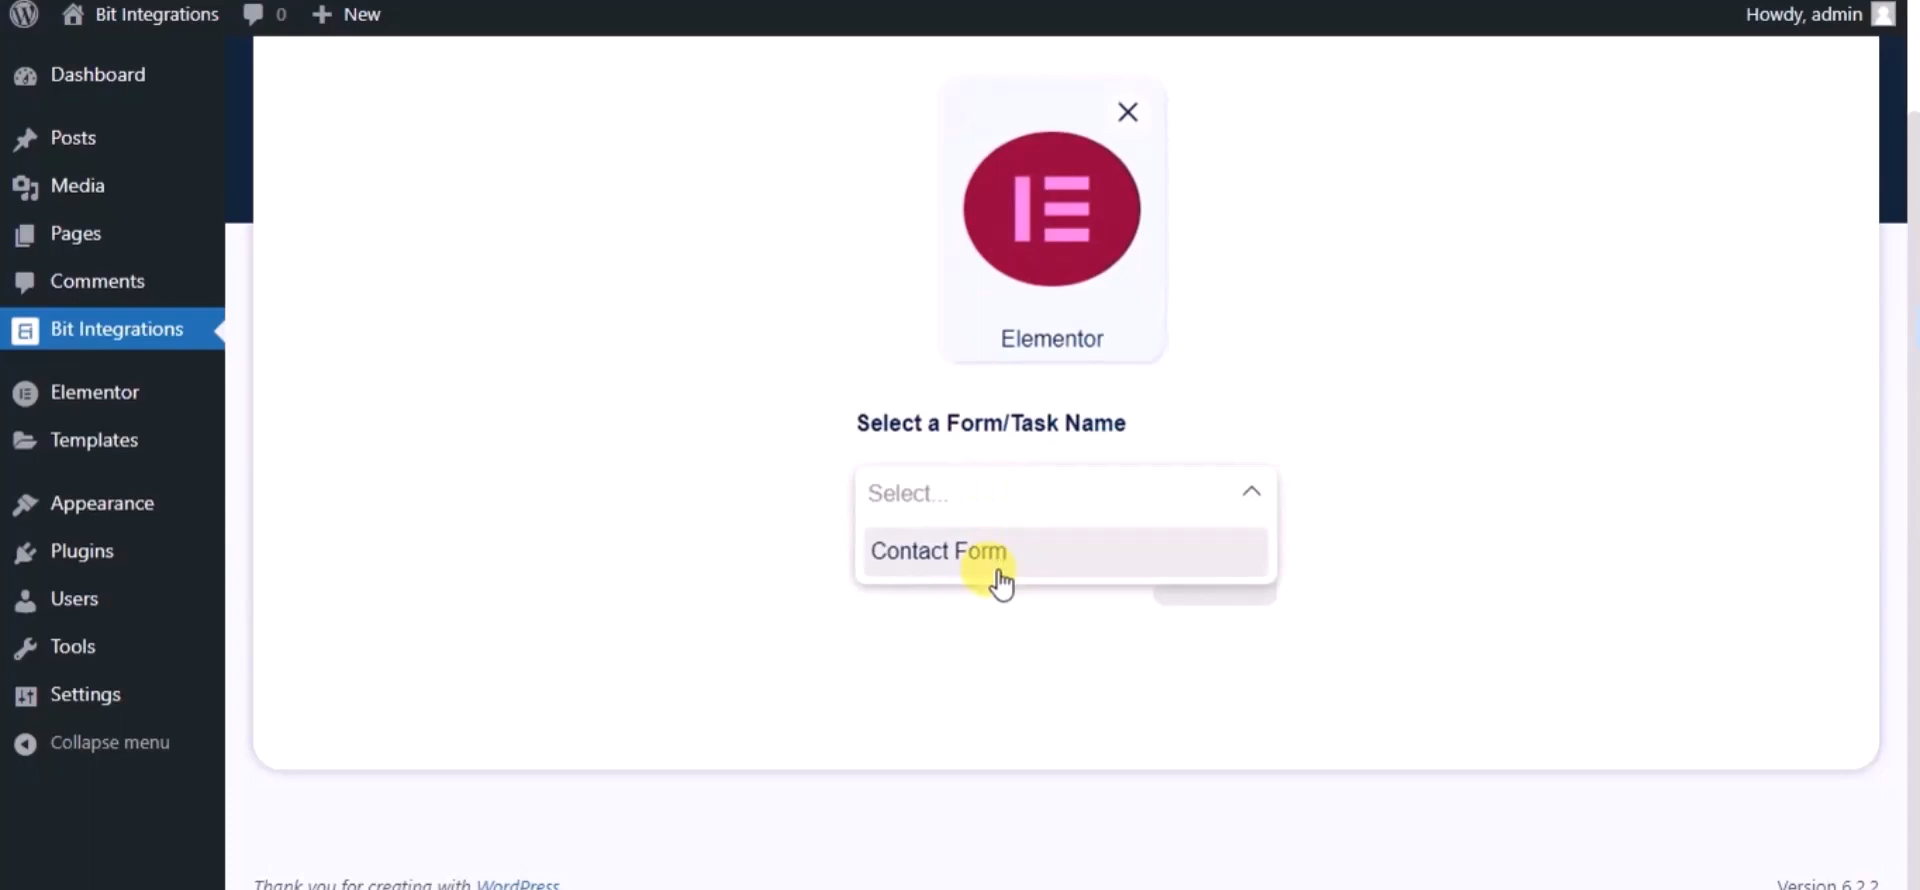 Bit Integrations 0 New Howdy, admin
Dashboard
Posts
Media
Pages
Comments
Bit Integrations
Elementor
Templates
Appearance
Plugins
Users
Tools
Settings
Collapse menu
Elementor
Select a Form/Task Name
Select...
Contact Form
Thank you for creating with WordPress.
Version 6.2.2